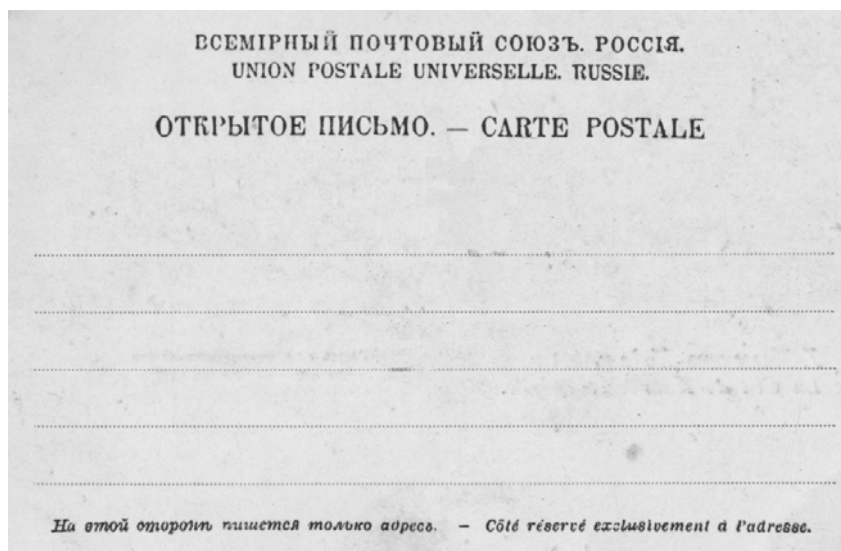 ВСЕМІРНЫЙ ПОЧТОВЫЙ СОЮЗЪ. РОССІЯ.
UNION POSTALE UNIVERSELLE. RUSSIE.
ОТКРЫТОЕ ПИСЬМО. — CARTE POSTALE
На этой сторонѣ пишется только адресъ. — Côté réservé exclusivement à l'adresse.